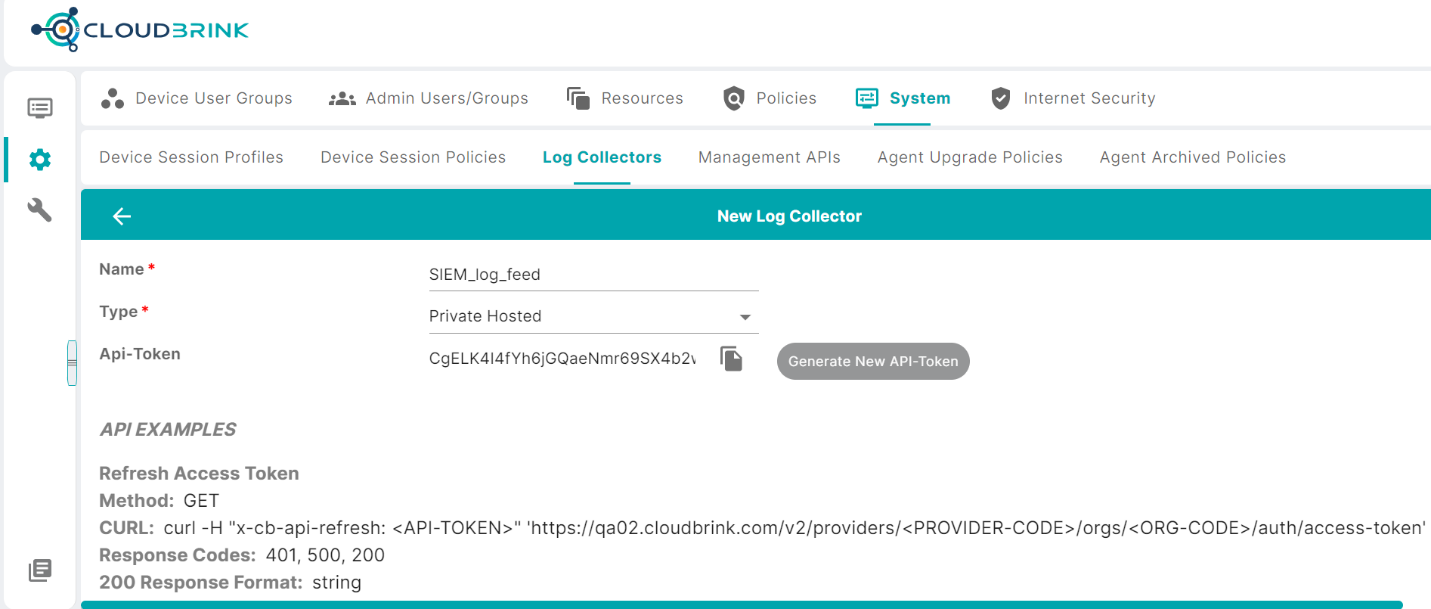 CLOUDBRINK
Device User Groups Admin Users/Groups Resources Policies System Internet Security
Device Session Profiles Device Session Policies Log Collectors Management APIs Agent Upgrade Policies Agent Archived Policies
New Log Collector
Name * SIEM_log_feed
Type * Private Hosted
Api-Token CgELK4I4fYh6jGQaeNmr69SX4b2v Generate New API-Token
API EXAMPLES
Refresh Access Token
Method: GET
CURL: curl -H "x-cb-api-refresh: <API-TOKEN>" 'https://qa02.cloudbrink.com/v2/providers/<PROVIDER-CODE>/orgs/<ORG-CODE>/auth/access-token'
Response Codes: 401, 500, 200
200 Response Format: string